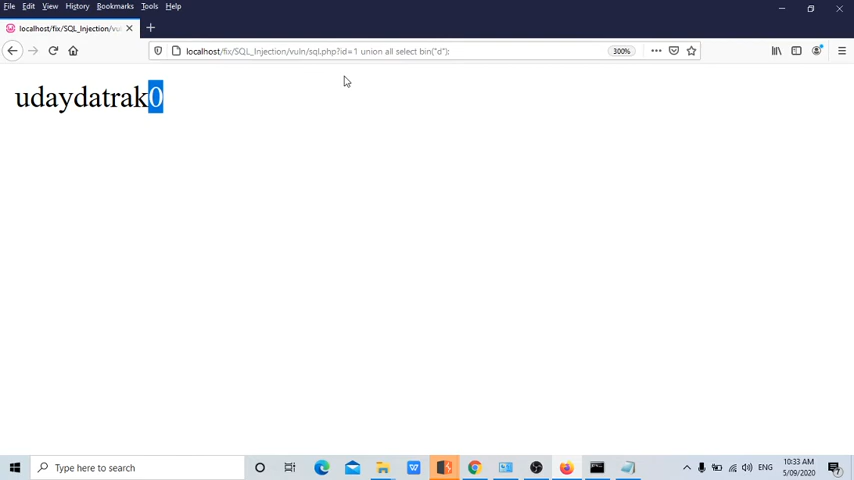 File Edit View History Bookmarks Tools Help
localhost/fix/SQL_Injection/vu
localhost/fix/SQL_Injection/vuln/sql.php?id=1 union all select bin("d"):
300%
udaydatrak0
Type here to search
ENG
10:33 AM
5/09/2020